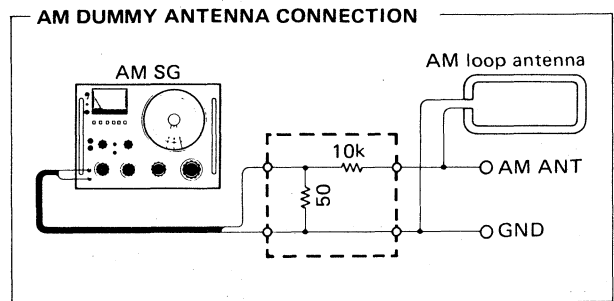 AM DUMMY ANTENNA CONNECTION
AM SG
AM loop antenna
10k
50
AM ANT
GND